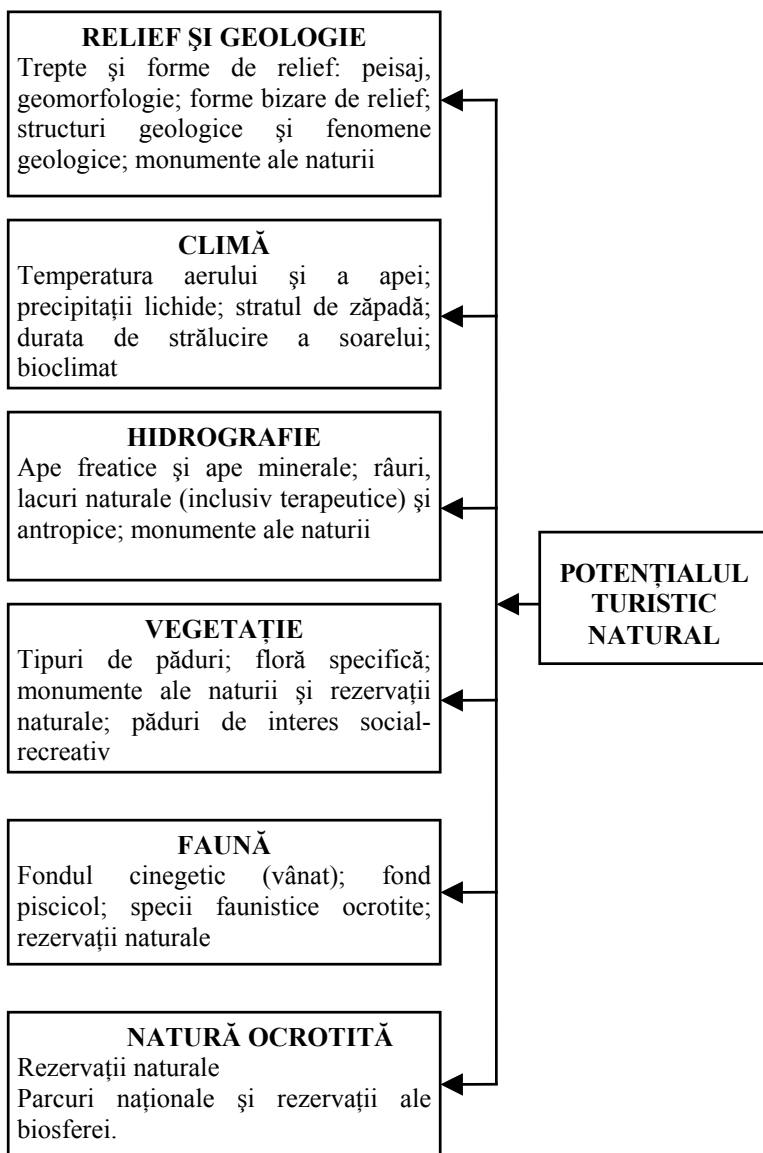 RELIEF ŞI GEOLOGIE
Trepte şi forme de relief: peisaj,
geomorfologie; forme bizare de relief;
structuri geologice şi fenomene
geologice; monumente ale naturii
CLIMĂ
Temperatura aerului şi a apei;
precipitaţii lichide; stratul de zăpadă;
durata de strălucire a soarelui;
bioclimat
HIDROGRAFIE
Ape freatice şi ape minerale; râuri,
lacuri naturale (inclusiv terapeutice) şi
antropice; monumente ale naturii
POTENŢIALUL
TURISTIC
NATURAL
VEGETAŢIE
Tipuri de păduri; floră specifică;
monumente ale naturii şi rezervaţii
naturale; păduri de interes social-
recreativ
FAUNĂ
Fondul cinegetic (vânat); fond
piscicol; specii faunistice ocrotite;
rezervaţii naturale
NATURĂ OCROTITĂ
Rezervaţii naturale
Parcuri naţionale şi rezervaţii ale
biosferei.